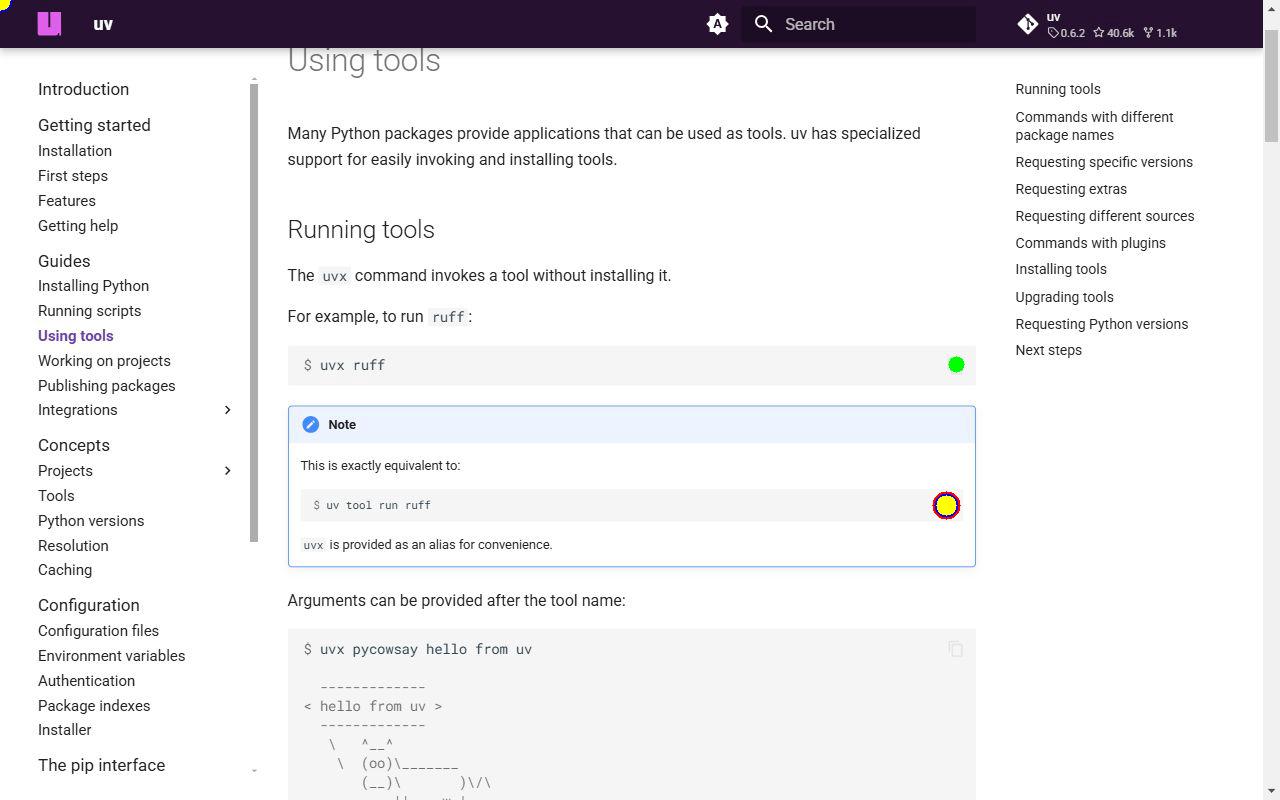 uv
Search
uv
0.6.2 40.6k 1.1k
Introduction
Getting started
Installation
First steps
Features
Getting help
Guides
Installing Python
Running scripts
Using tools
Working on projects
Publishing packages
Integrations
Concepts
Projects
Tools
Python versions
Resolution
Caching
Configuration
Configuration files
Environment variables
Authentication
Package indexes
Installer
The pip interface
Using tools
Many Python packages provide applications that can be used as tools. uv has specialized
support for easily invoking and installing tools.
Running tools
The uvx command invokes a tool without installing it.
For example, to run ruff:
$ uvx ruff
Note
This is exactly equivalent to:
$ uv tool run ruff
uvx is provided as an alias for convenience.
Arguments can be provided after the tool name:
$ uvx pycowsay hello from uv
  -------------
< hello from uv >
  -------------
   \   ^__^
    \  (oo)\_______
       (__)\       )\/\
Running tools
Commands with different
package names
Requesting specific versions
Requesting extras
Requesting different sources
Commands with plugins
Installing tools
Upgrading tools
Requesting Python versions
Next steps